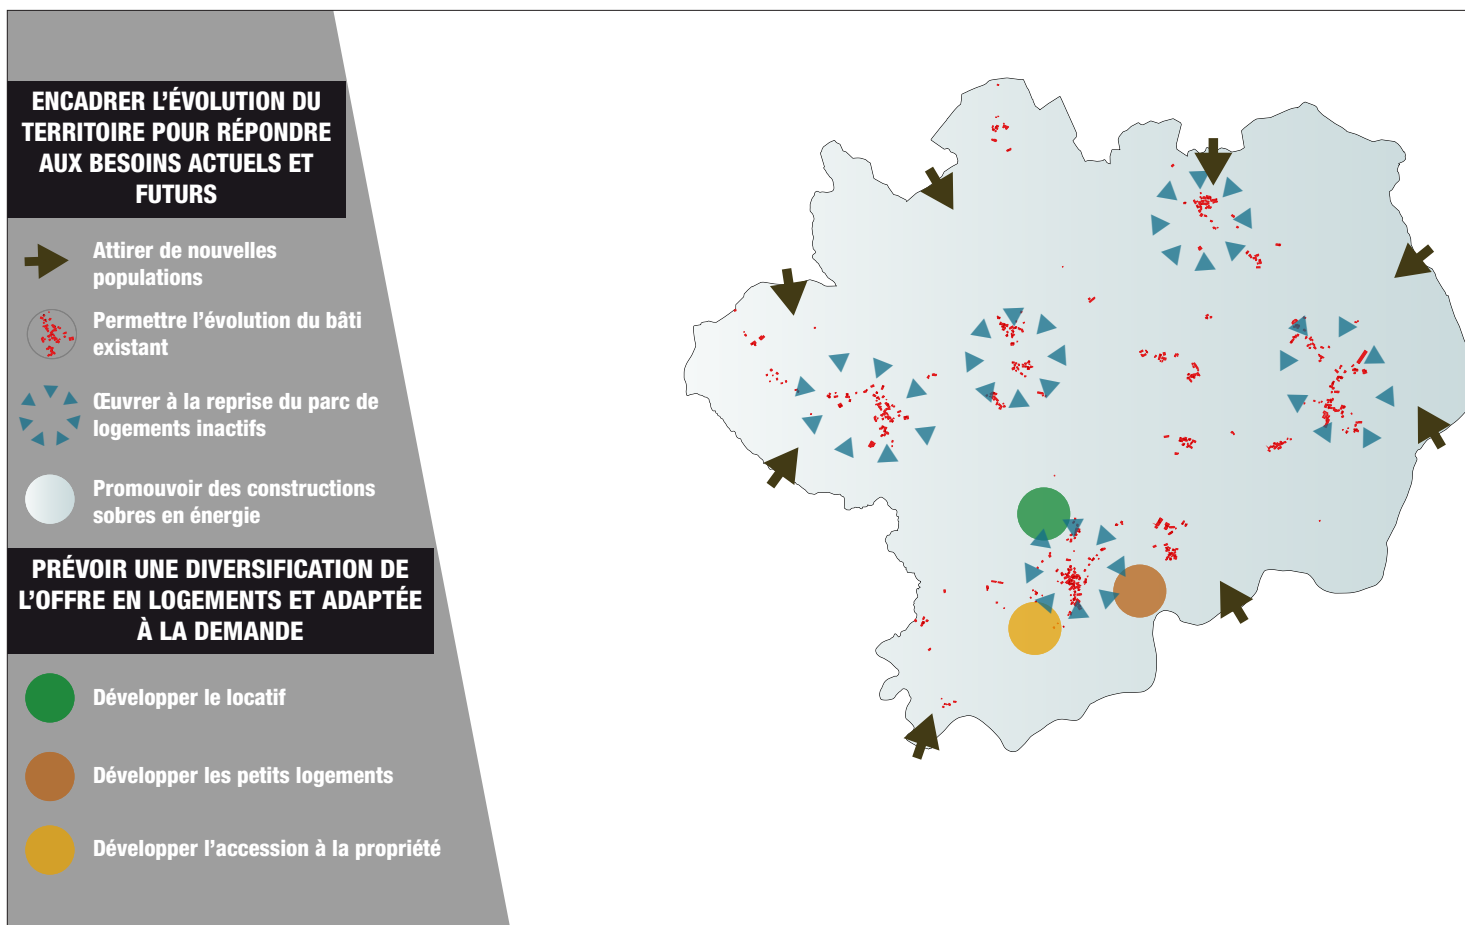 ENCADRER L'ÉVOLUTION DU
TERRITOIRE POUR RÉPONDRE
AUX BESOINS ACTUELS ET
FUTURS
Attirer de nouvelles
populations
Permettre l'évolution du bâti
existant
Œuvrer à la reprise du parc de
logements inactifs
Promouvoir des constructions
sobres en énergie
PRÉVOIR UNE DIVERSIFICATION DE
L'OFFRE EN LOGEMENTS ET ADAPTÉE
À LA DEMANDE
Développer le locatif
Développer les petits logements
Développer l'accession à la propriété